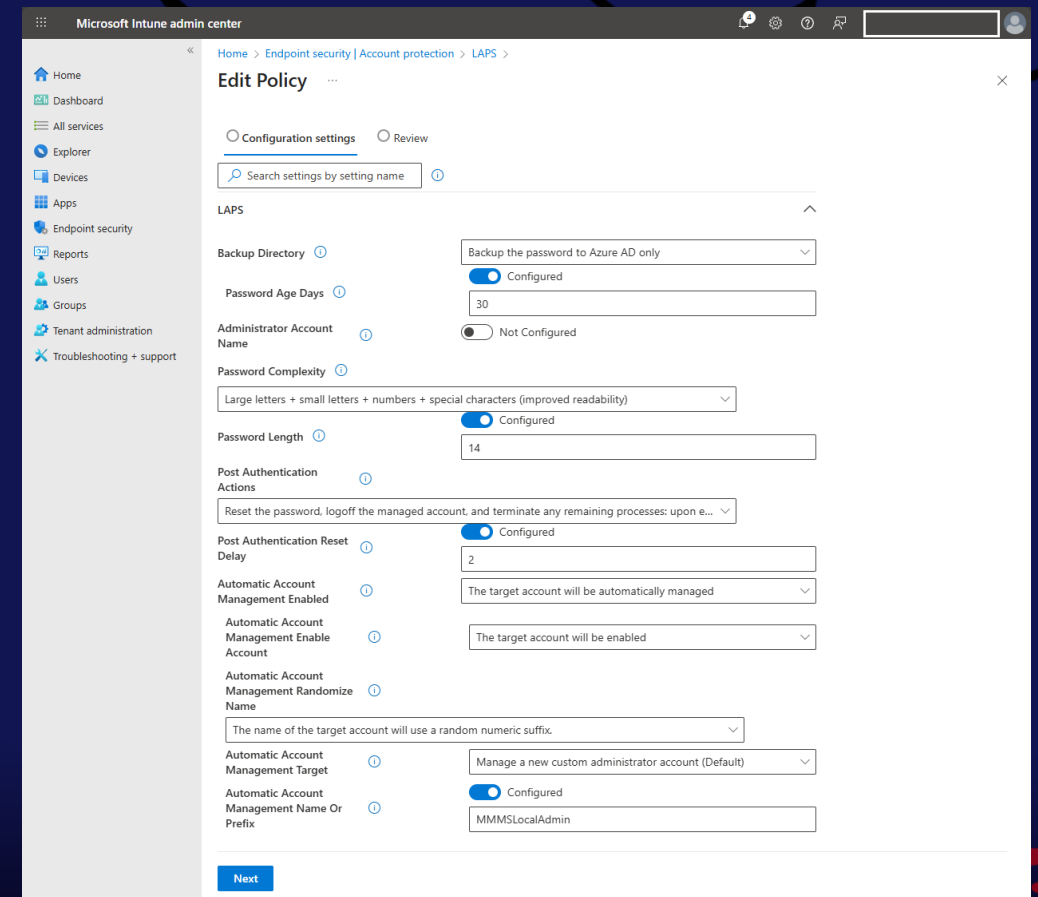 Microsoft Intune admin center
4
Home > Endpoint security | Account protection > LAPS >
Edit Policy ...
Home
Dashboard
All services
Explorer
Devices
Apps
Endpoint security
Reports
Users
Groups
Tenant administration
Troubleshooting + support
Configuration settings
Review
Search settings by setting name
LAPS
Backup Directory
Backup the password to Azure AD only
Configured
Password Age Days
30
Administrator Account
Name
Not Configured
Password Complexity
Large letters + small letters + numbers + special characters (improved readability)
Configured
Password Length
14
Post Authentication
Actions
Reset the password, logoff the managed account, and terminate any remaining processes: upon e...
Configured
Post Authentication Reset
Delay
2
Automatic Account
Management Enabled
The target account will be automatically managed
Automatic Account
Management Enable
Account
The target account will be enabled
Automatic Account
Management Randomize
Name
The name of the target account will use a random numeric suffix.
Automatic Account
Management Target
Manage a new custom administrator account (Default)
Configured
Automatic Account
Management Name Or
Prefix
MMMSLocalAdmin
Next